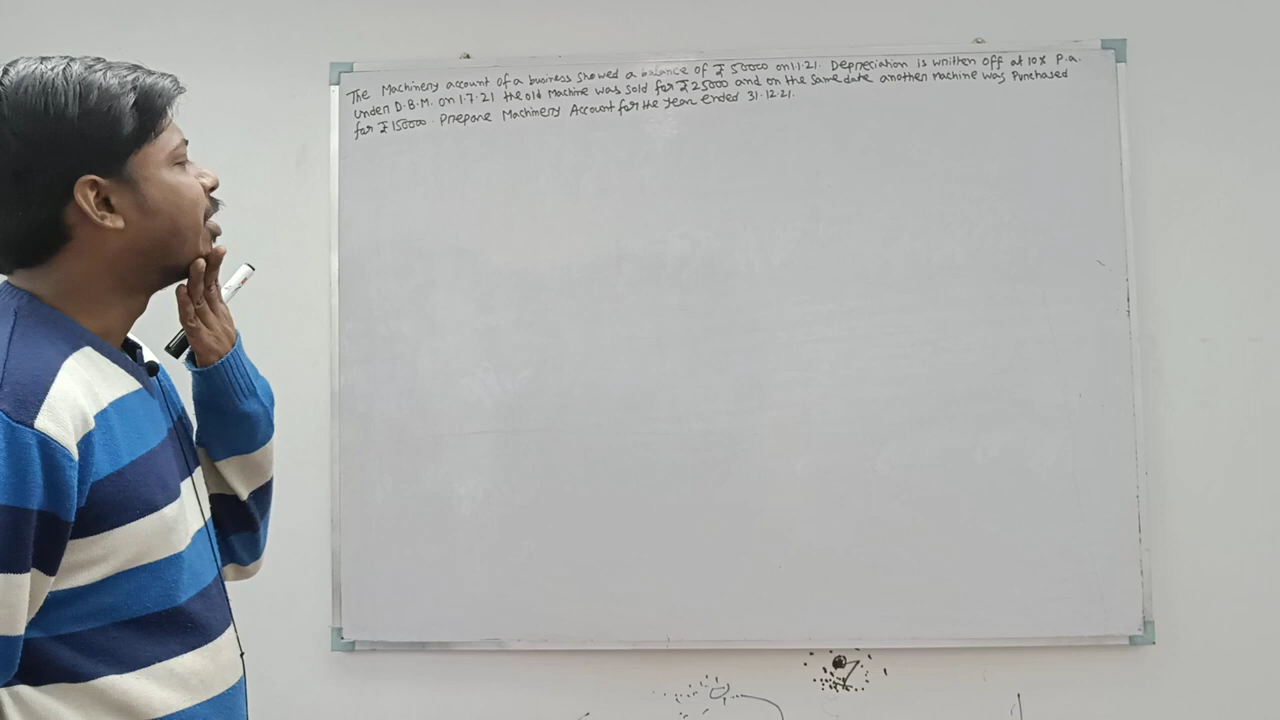 The Machinery account of a business showed a balance of ₹ 50000 on 1.1.21. Depreciation is written off at 10% p.a.
under D.B.M. on 1.7.21 the old Machine was sold for ₹ 25000 and on the same date another Machine was purchased
for ₹ 150000. Prepare Machinery Account for the year ended 31.12.21.